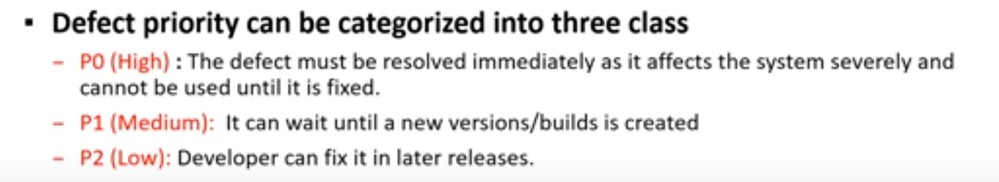 ▪ Defect priority can be categorized into three class
– P0 (High) : The defect must be resolved immediately as it affects the system severely and
cannot be used until it is fixed.
– P1 (Medium): It can wait until a new versions/builds is created
– P2 (Low): Developer can fix it in later releases.